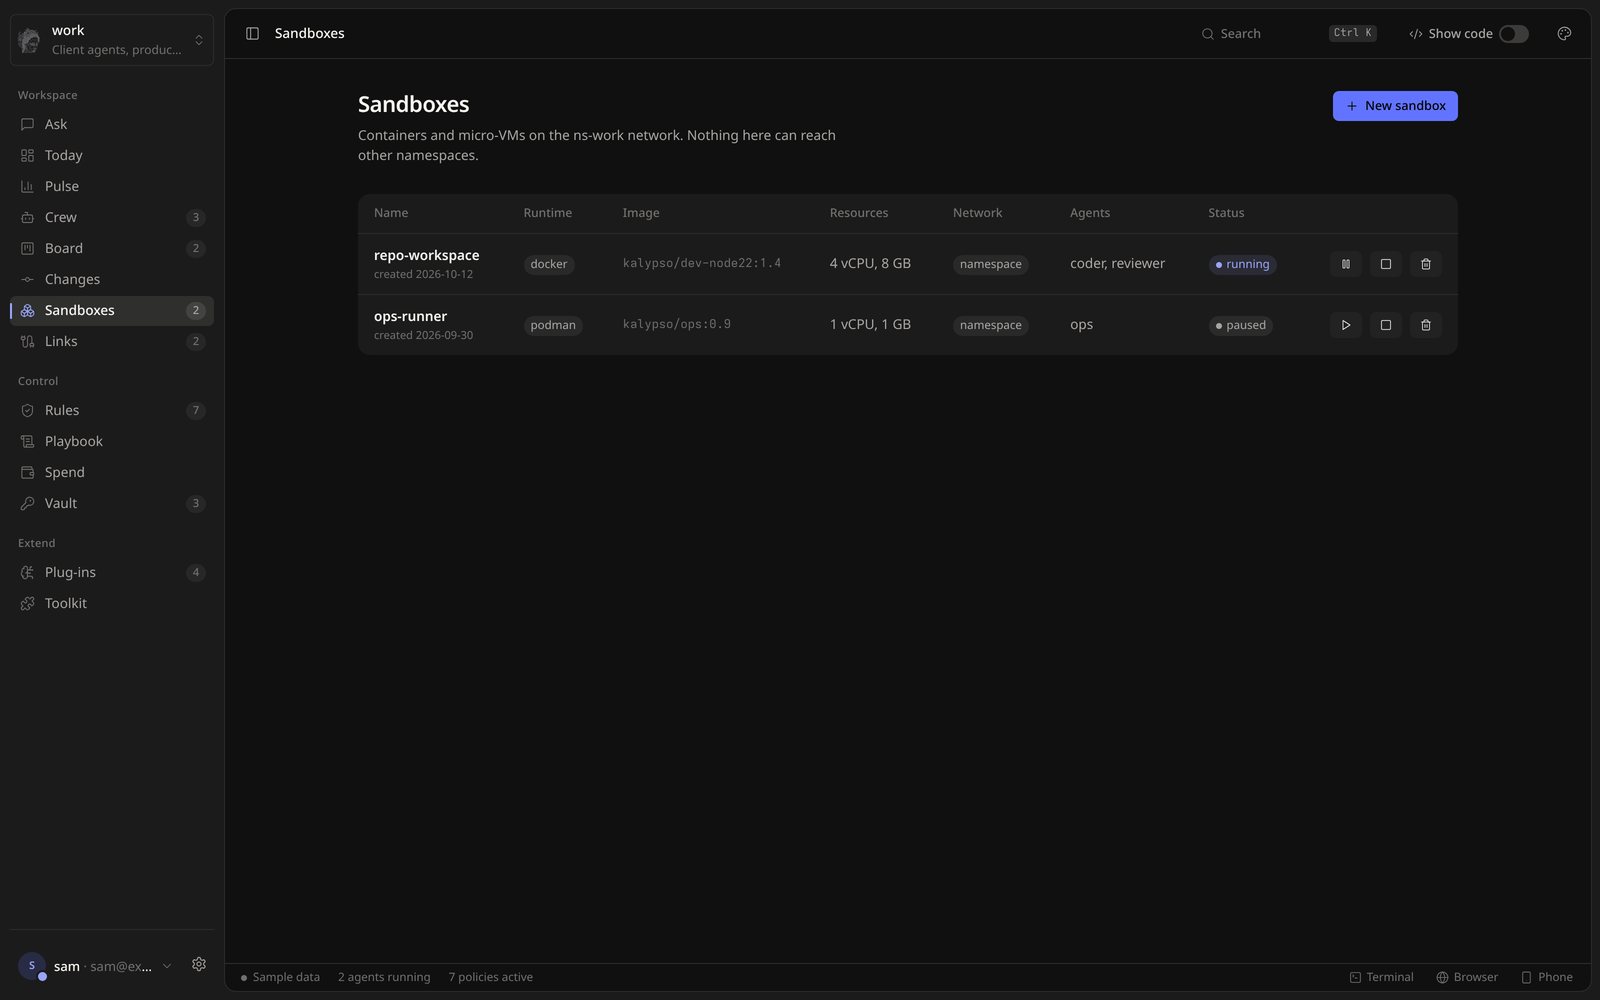 work
Client agents, produc...
Workspace
Ask
Today
Pulse
Crew 3
Board 2
Changes
Sandboxes 2
Links 2
Control
Rules 7
Playbook
Spend
Vault 3
Extend
Plug-ins 4
Toolkit
S sam · sam@ex...
Sandboxes
Search Ctrl K
Show code
Sandboxes
New sandbox
Containers and micro-VMs on the ns-work network. Nothing here can reach
other namespaces.
Name Runtime Image Resources Network Agents Status
repo-workspace docker kalypso/dev-node22:1.4 4 vCPU, 8 GB namespace coder, reviewer running
created 2026-10-12
ops-runner podman kalypso/ops:0.9 1 vCPU, 1 GB namespace ops paused
created 2026-09-30
Sample data 2 agents running 7 policies active
Terminal Browser Phone